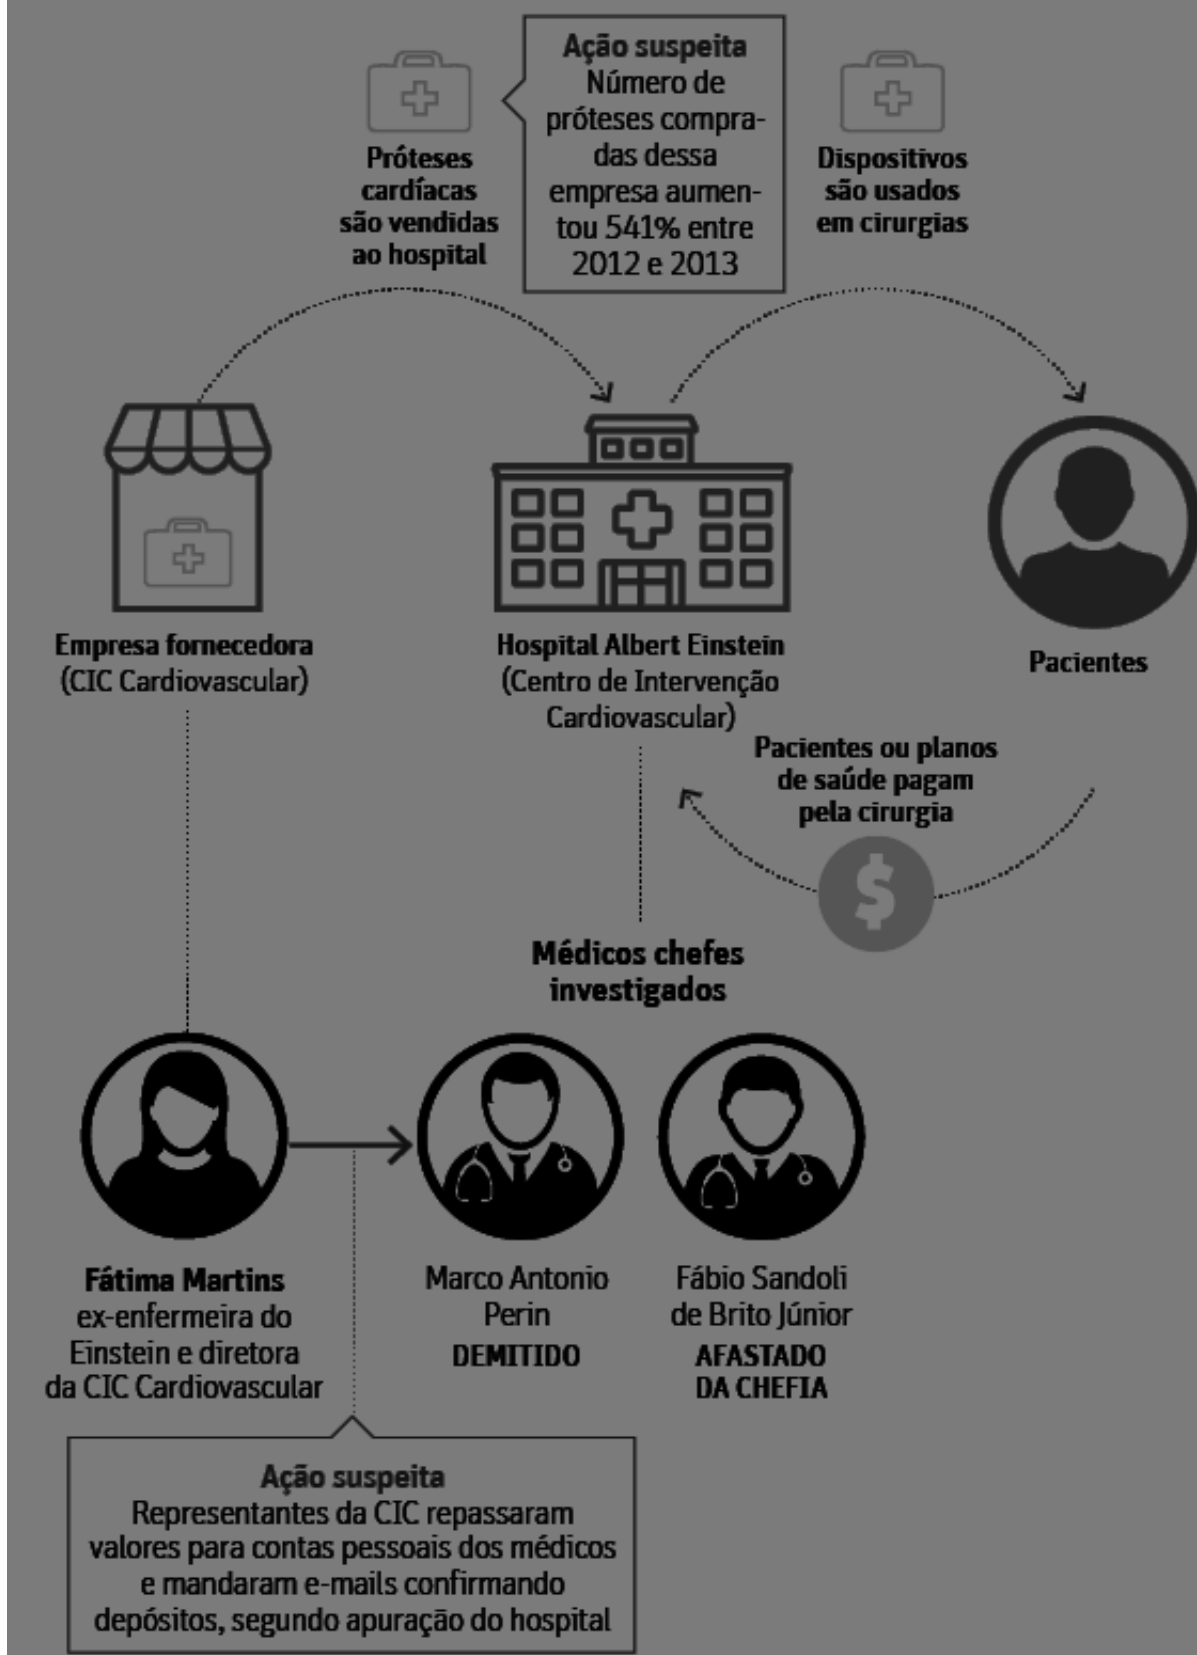 Próteses
cardíacas
são vendidas
ao hospital
Ação suspeita
Número de
próteses compra-
das dessa
empresa aumen-
tou 541% entre
2012 e 2013
Dispositivos
são usados
em cirurgias
Empresa fornecedora
(CIC Cardiovascular)
Hospital Albert Einstein
(Centro de Intervenção
Cardiovascular)
Pacientes
Pacientes ou planos
de saúde pagam
pela cirurgia
$
Médicos chefes
investigados
Fátima Martins
ex-enfermeira do
Einstein e diretora
da CIC Cardiovascular
Marco Antonio
Perin
DEMITIDO
Fábio Sandoli
de Brito Júnior
AFASTADO
DA CHEFIA
Ação suspeita
Representantes da CIC repassaram
valores para contas pessoais dos médicos
e mandaram e-mails confirmando
depósitos, segundo apuração do hospital